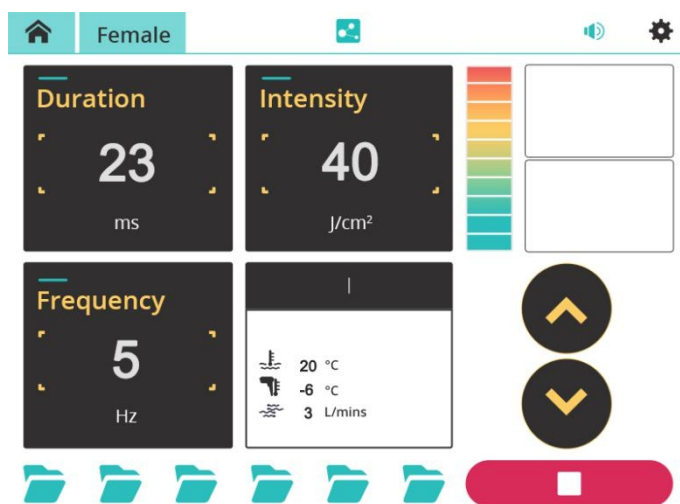 Female
Duration
23
ms
Intensity
40
J/cm²
Frequency
5
Hz
20 °C
-6 °C
3 L/mins